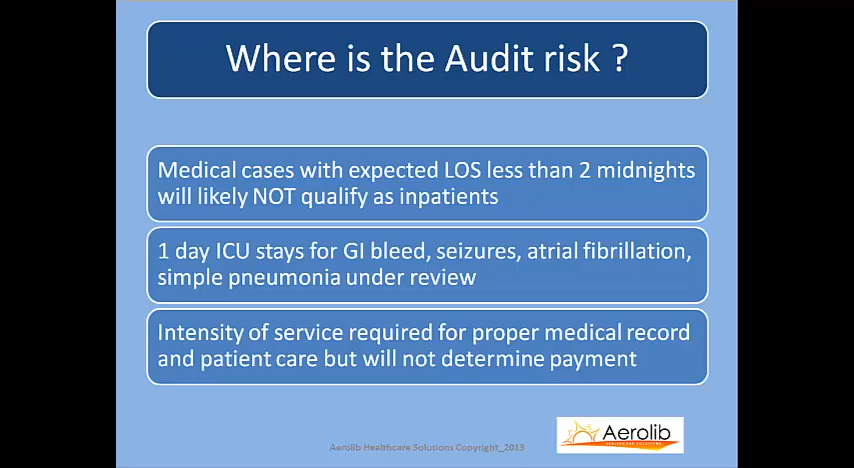 Where is the Audit risk ?
Medical cases with expected LOS less than 2 midnights
will likely NOT qualify as inpatients
1 day ICU stays for GI bleed, seizures, atrial fibrillation,
simple pneumonia under review
Intensity of service required for proper medical record
and patient care but will not determine payment
Aerolib Healthcare Solutions Copyright_2013
Aerolib
HEALTHCARE SOLUTIONS